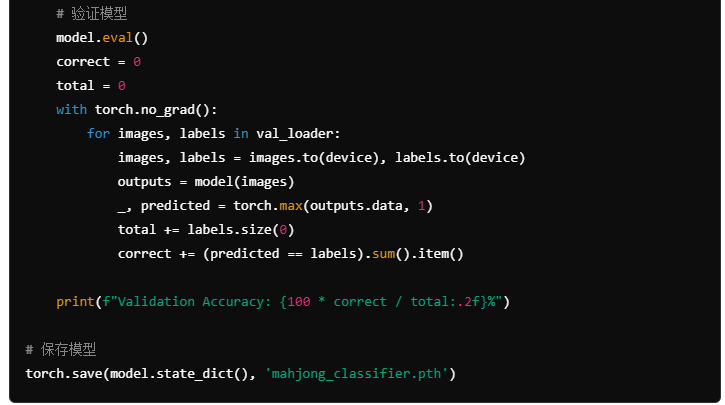 # 验证模型
model.eval()
correct = 0
total = 0
with torch.no_grad():
for images, labels in val_loader:
images, labels = images.to(device), labels.to(device)
outputs = model(images)
_, predicted = torch.max(outputs.data, 1)
total += labels.size(0)
correct += (predicted == labels).sum().item()
print(f"Validation Accuracy: {100 * correct / total:.2f}%")
# 保存模型
torch.save(model.state_dict(), 'mahjong_classifier.pth')